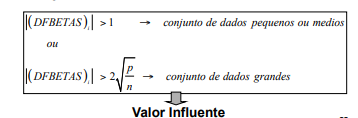 |(DFBETAS)ᵢ| > 1 → conjunto de dados pequenos ou medios
ou
|(DFBETAS)ᵢ| > 2√(p/n) → conjunto de dados grandes
Valor Influente